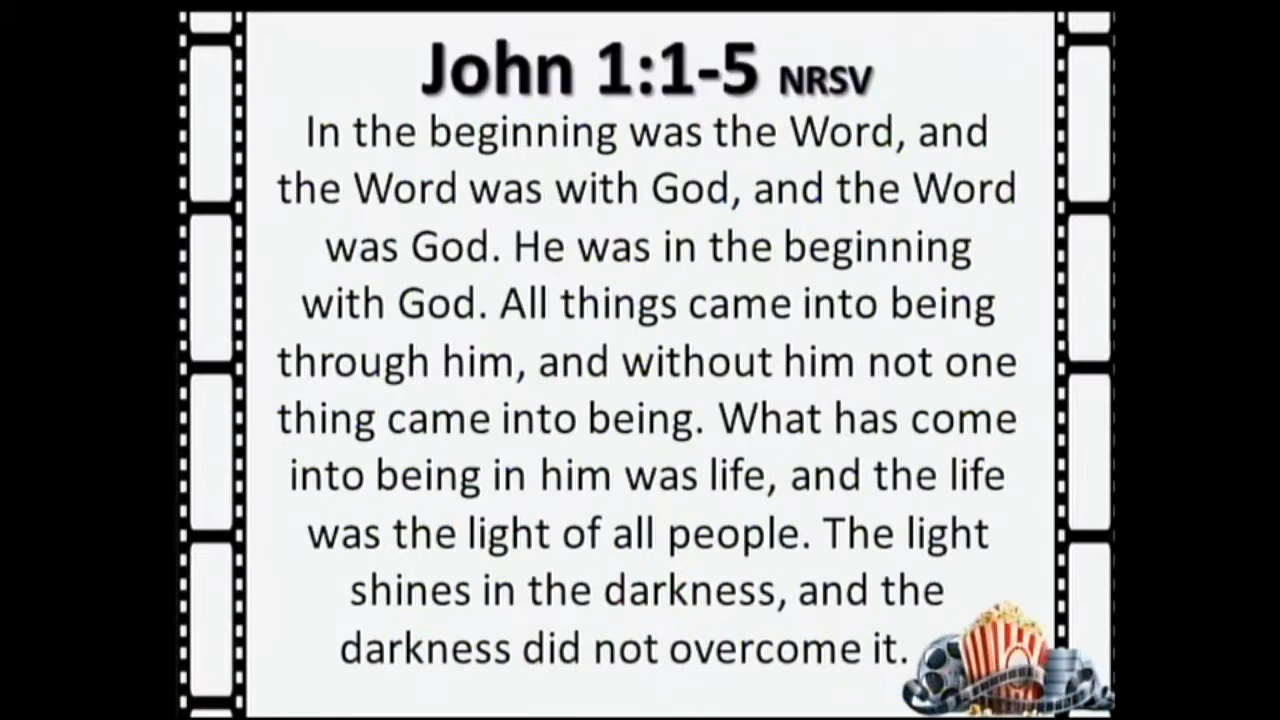 John 1:1-5 NRSV
In the beginning was the Word, and
the Word was with God, and the Word
was God. He was in the beginning
with God. All things came into being
through him, and without him not one
thing came into being. What has come
into being in him was life, and the life
was the light of all people. The light
shines in the darkness, and the
darkness did not overcome it.